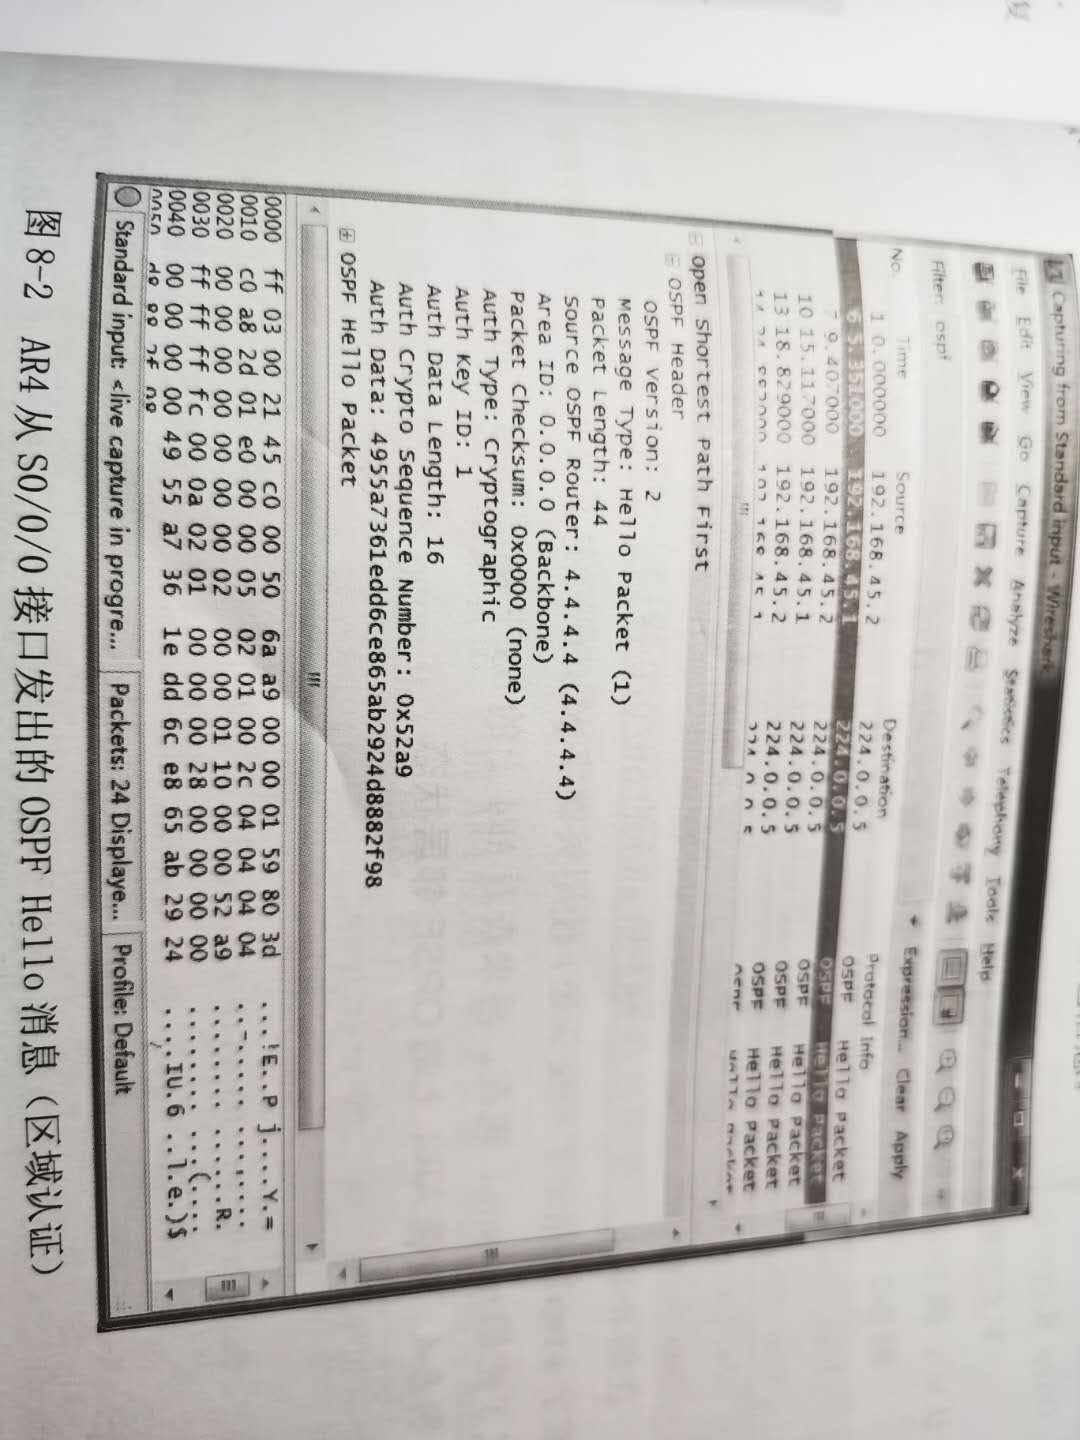 Capturing from Standard input - Wireshark
File Edit View Go Capture Analyze Statistics Telephony Tools Help
Filter: ospf Expression... Clear Apply
No. Time Source Destination Protocol Info
1 0.000000 192.168.45.2 224.0.0.5 OSPF Hello Packet
6 5.351000 192.168.45.1 224.0.0.5 OSPF Hello Packet
7 9.407000 192.168.45.2 224.0.0.5 OSPF Hello Packet
10 15.117000 192.168.45.1 224.0.0.5 OSPF Hello Packet
13 18.829000 192.168.45.2 224.0.0.5 OSPF Hello Packet
Open Shortest Path First
OSPF Header
OSPF Version: 2
Message Type: Hello Packet (1)
Packet Length: 44
Source OSPF Router: 4.4.4.4 (4.4.4.4)
Area ID: 0.0.0.0 (Backbone)
Packet Checksum: 0x0000 (none)
Auth Type: Cryptographic
Auth Key ID: 1
Auth Data Length: 16
Auth Crypto Sequence Number: 0x52a9
Auth Data: 4955a7361edd6ce865ab2924d8882f98
OSPF Hello Packet
0000 ff 03 00 21 45 c0 00 50 6a a9 00 00 01 59 80 3d ...!E..P j....Y.=
0010 c0 a8 2d 01 e0 00 00 05 02 01 00 2c 04 04 04 04 ..-..... ...,....
0020 00 00 00 00 00 00 00 02 00 00 01 10 00 00 52 a9 ........ ......R.
0030 ff ff ff fc 00 0a 02 01 00 00 00 28 00 00 00 00 ........ ...(....
0040 00 00 00 00 49 55 a7 36 1e dd 6c e8 65 ab 29 24 ....IU.6 ..l.e.)$
Standard input: <live capture in progre... Packets: 24 Displaye... Profile: Default
图 8-2 AR4 从 S0/0/0 接口发出的 OSPF Hello 消息（区域认证）